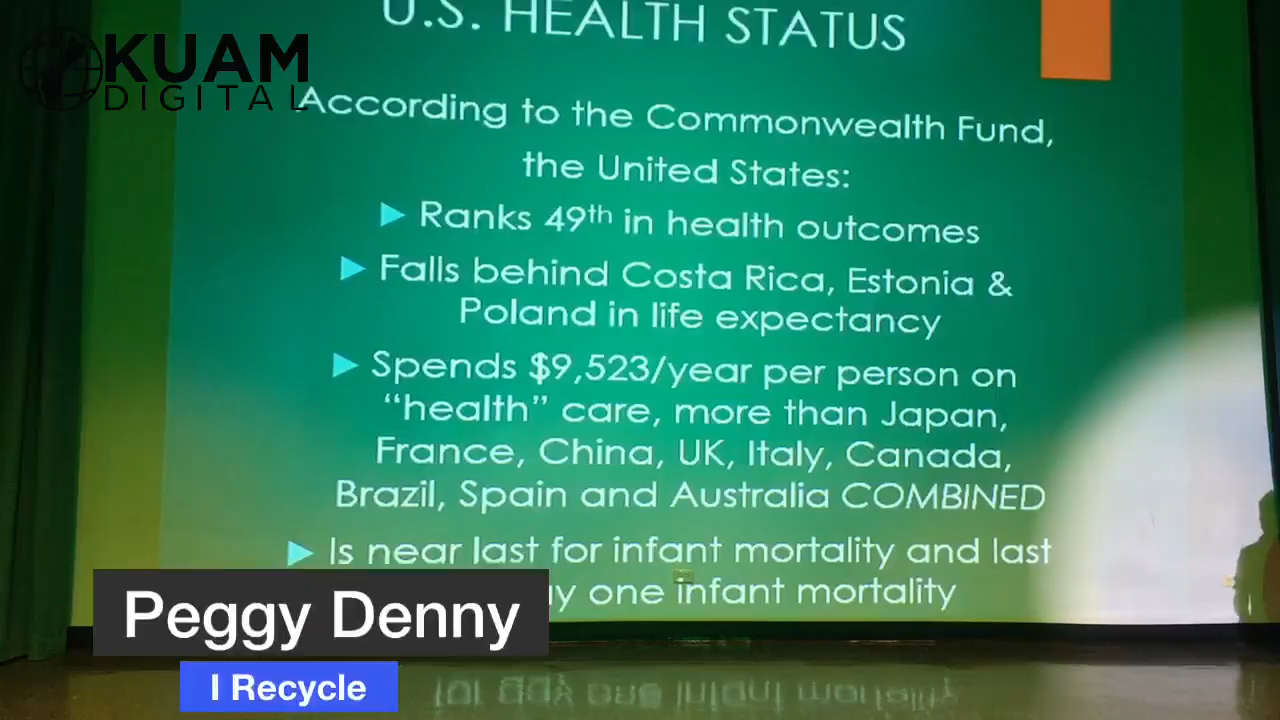 U.S. HEALTH STATUS
KUAM
DIGITAL
According to the Commonwealth Fund,
the United States:
Ranks 49th in health outcomes
Falls behind Costa Rica, Estonia &
Poland in life expectancy
Spends $9,523/year per person on
“health” care, more than Japan,
France, China, UK, Italy, Canada,
Brazil, Spain and Australia COMBINED
Is near last for infant mortality and last
one infant mortality
Peggy Denny
I Recycle